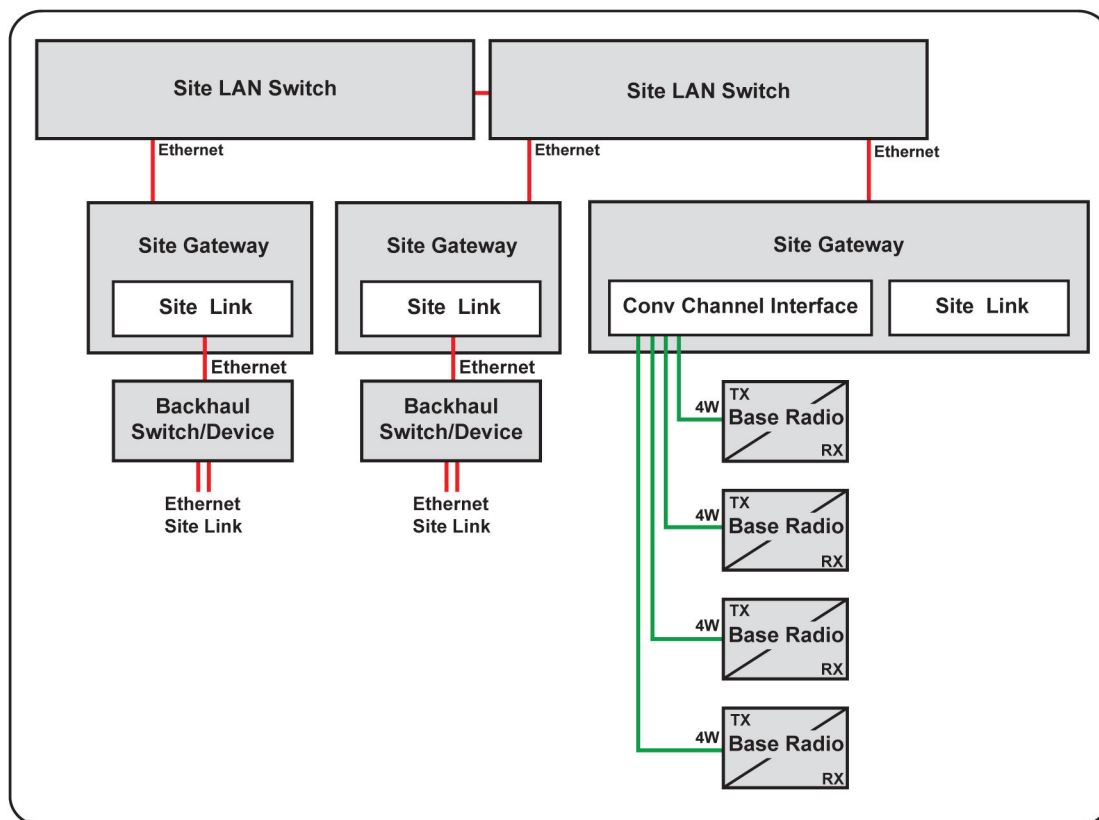 Site LAN Switch
Site LAN Switch
Ethernet
Ethernet
Ethernet
Site Gateway
Site Link
Ethernet
Backhaul
Switch/Device
Ethernet
Site Link
Site Gateway
Site Link
Ethernet
Backhaul
Switch/Device
Ethernet
Site Link
Site Gateway
Conv Channel Interface
Site Link
4W
TX
Base Radio
RX
4W
TX
Base Radio
RX
4W
TX
Base Radio
RX
4W
TX
Base Radio
RX